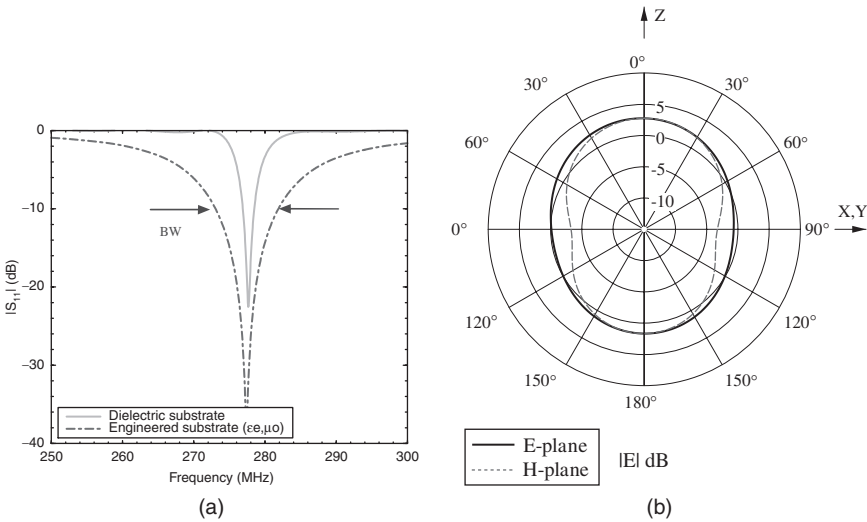 0
−10
−20
−30
−40
|S11| (dB)
BW
Dielectric substrate
Engineered substrate (εe,μo)
250
260
270
280
290
300
Frequency (MHz)
(a)
Z
0°
30°
30°
5
0
−5
−10
60°
60°
X,Y
0°
90°
120°
120°
150°
150°
180°
E-plane
H-plane
|E| dB
(b)